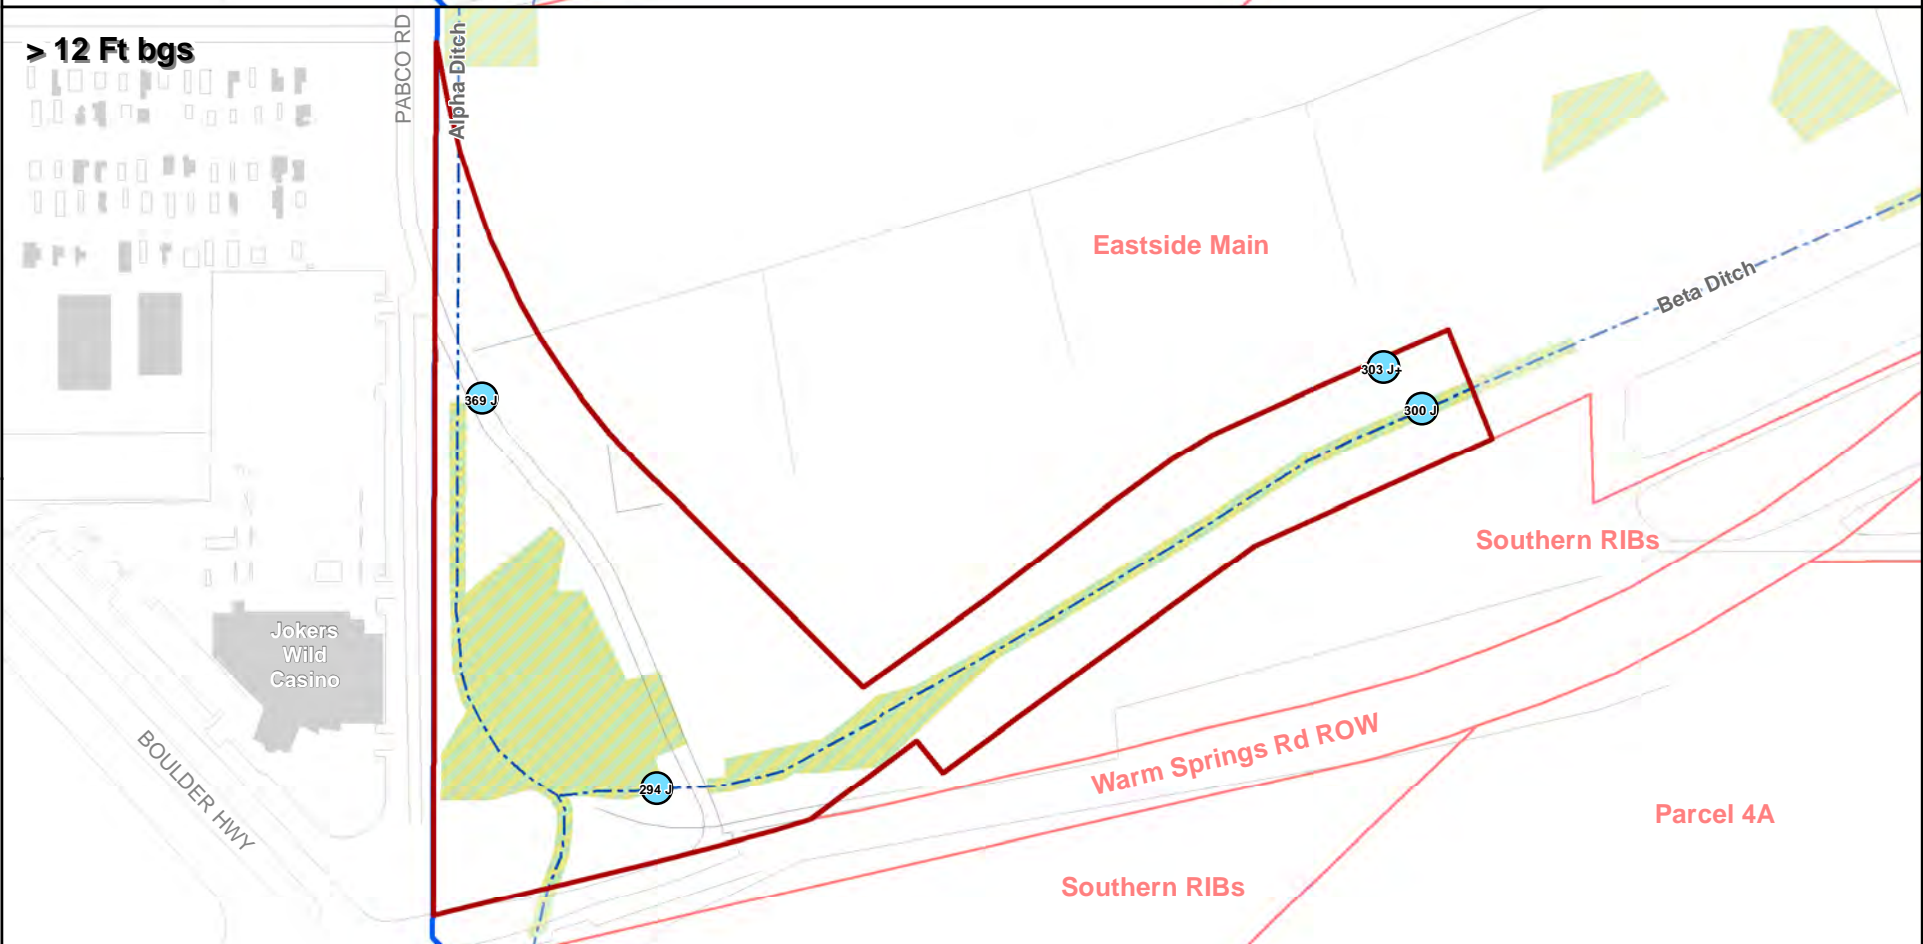 > 12 Ft bgs
PABCO RD
Alpha Ditch
Eastside Main
Beta Ditch
303 J+
300 J
369 J
Southern RIBs
Jokers
Wild
Casino
BOULDER HWY
294 J
Warm Springs Rd ROW
Parcel 4A
Southern RIBs